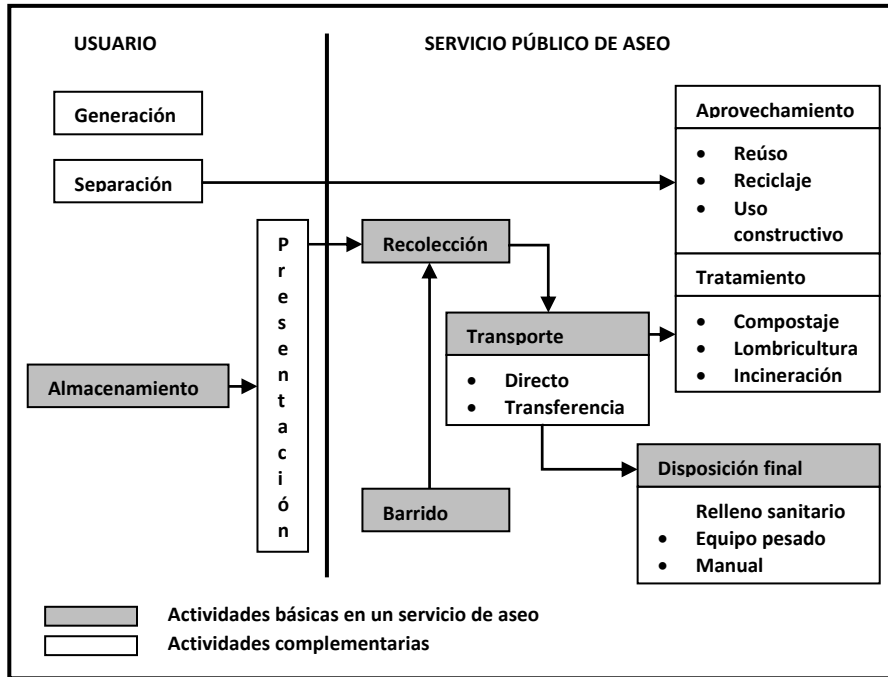 USUARIO
SERVICIO PÚBLICO DE ASEO
Generación
Separación
Almacenamiento
Presentación
Recolección
Barrido
Transporte
• Directo
• Transferencia
Aprovechamiento
• Reúso
• Reciclaje
• Uso
constructivo
Tratamiento
• Compostaje
• Lombricultura
• Incineración
Disposición final
Relleno sanitario
• Equipo pesado
• Manual
Actividades básicas en un servicio de aseo
Actividades complementarias